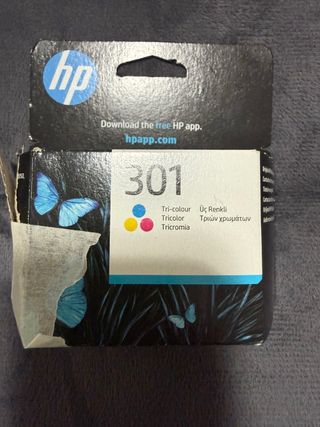 hp
Download the free HP app.
hpapp.com
301
Tri-colour Üç Renkli
Tricolor Τριών χρωμάτων
Tricromia